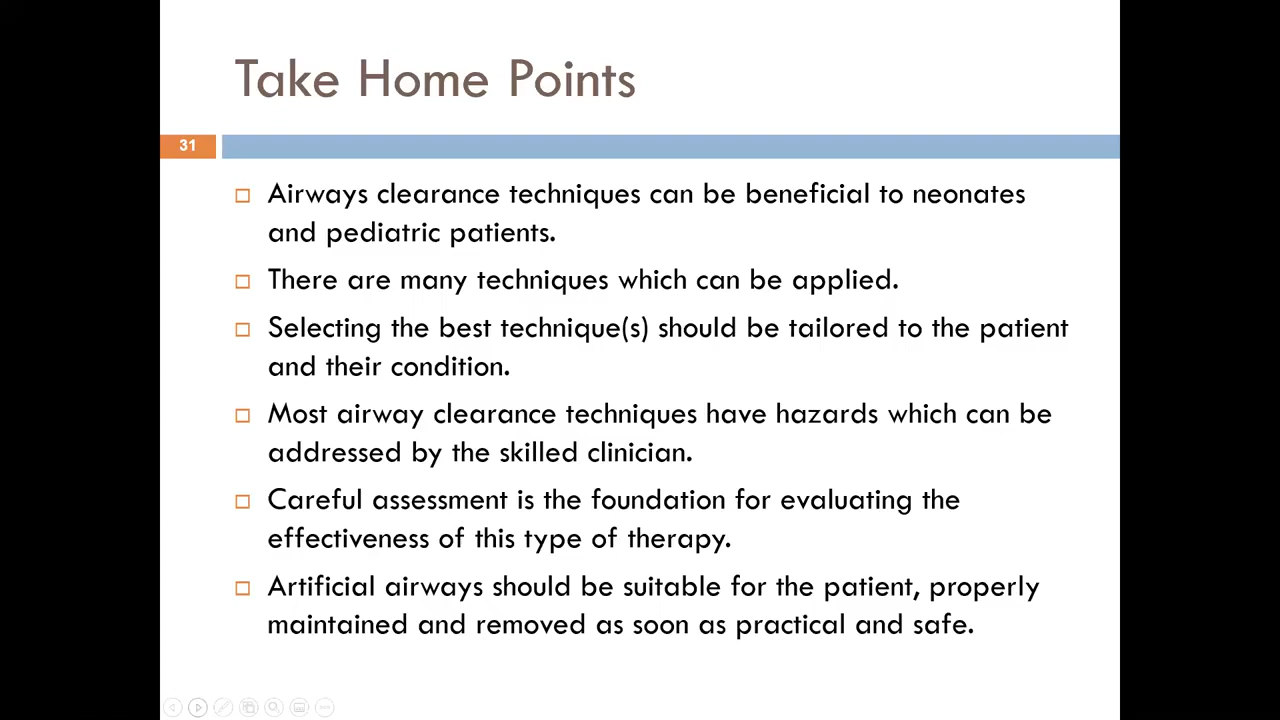 Take Home Points
31
Airways clearance techniques can be beneficial to neonates
and pediatric patients.
There are many techniques which can be applied.
Selecting the best technique(s) should be tailored to the patient
and their condition.
Most airway clearance techniques have hazards which can be
addressed by the skilled clinician.
Careful assessment is the foundation for evaluating the
effectiveness of this type of therapy.
Artificial airways should be suitable for the patient, properly
maintained and removed as soon as practical and safe.